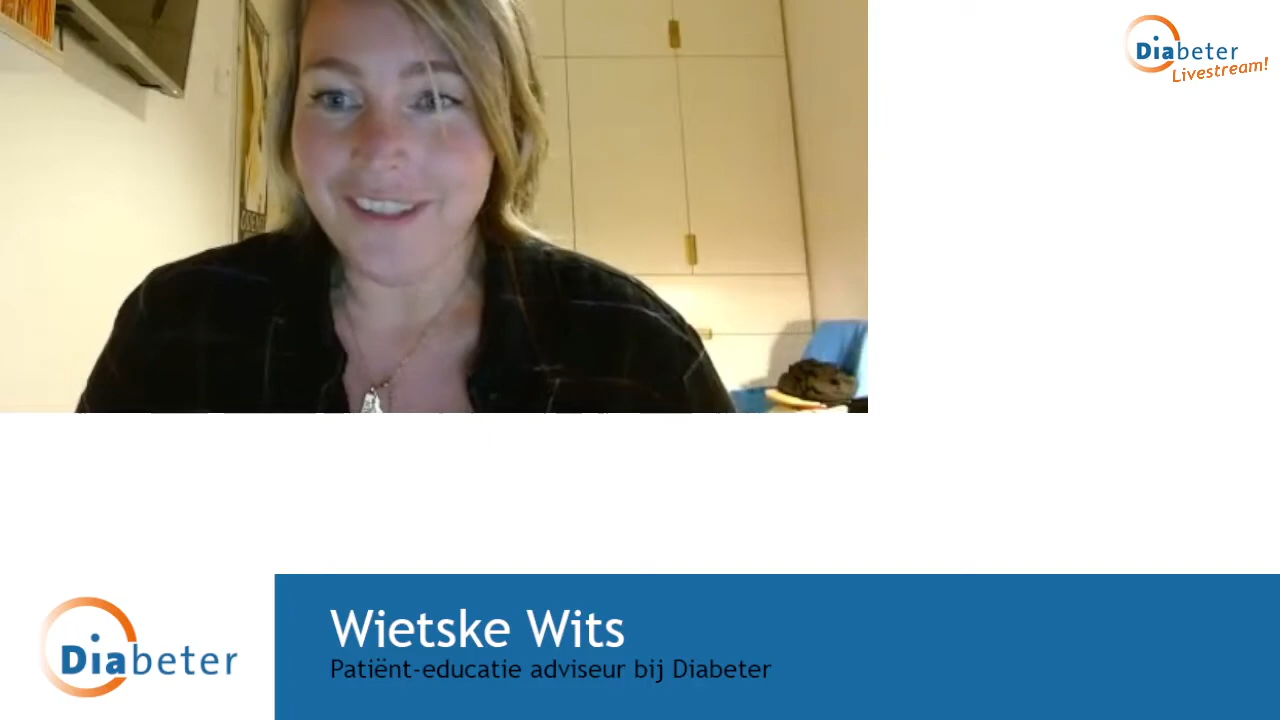 Diabeter
Livestream!
Diabeter
Wietske Wits
Patiënt-educatie adviseur bij Diabeter